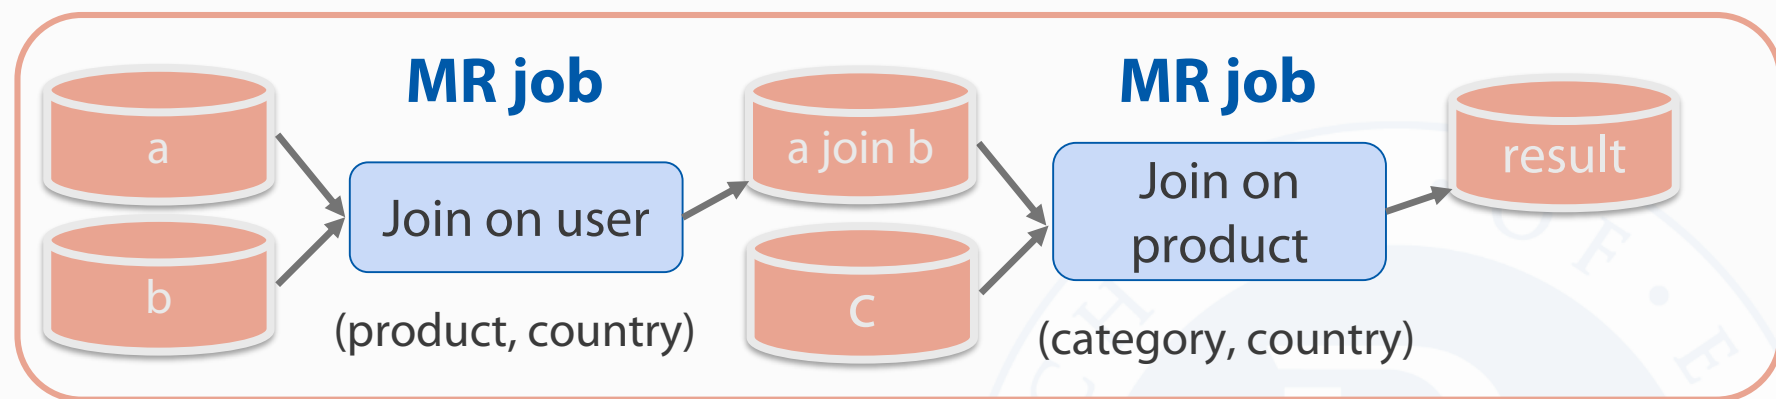 MR job
MR job
a
b
Join on user
(product, country)
a join b
C
Join on
product
(category, country)
result